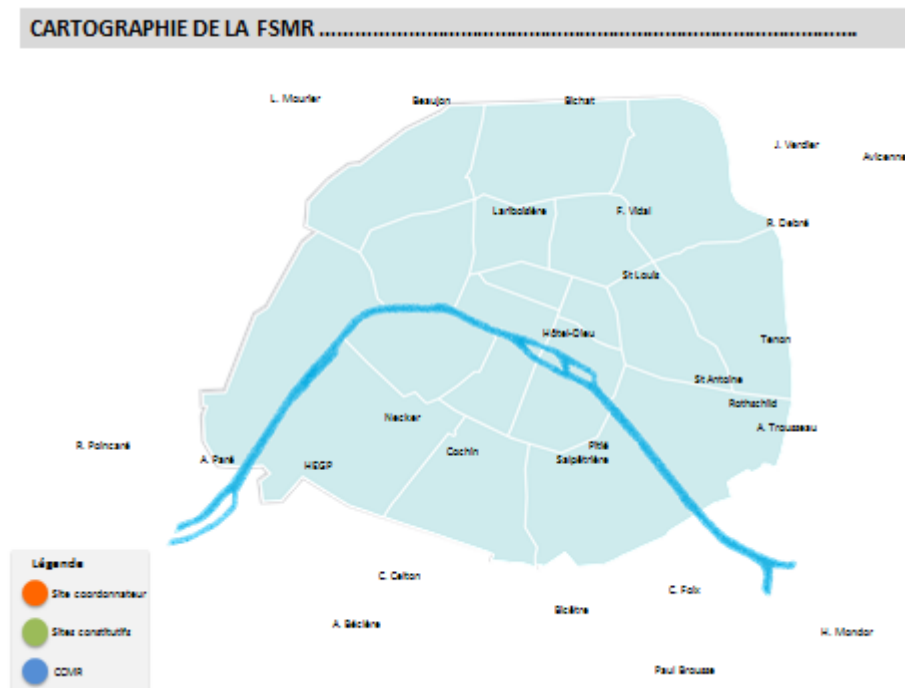 CARTOGRAPHIE DE LA FSMR ...........................................................................................
L. Mourier
Beaujon
Bichat
J. Verdier
Avicenne
Lariboisière
F. Vidal
R. Debré
St Louis
Hôtel-Dieu
Tenon
St Antoine
Rothschild
Necker
A. Trousseau
R. Poincaré
A. Paré
HEGP
Cochin
Pitié
Salpêtrière
Légende
Site coordonnateur
Sites constitutifs
CCMR
C. Celton
A. Béclère
Bicêtre
C. Foix
H. Mondor
Paul Brousse